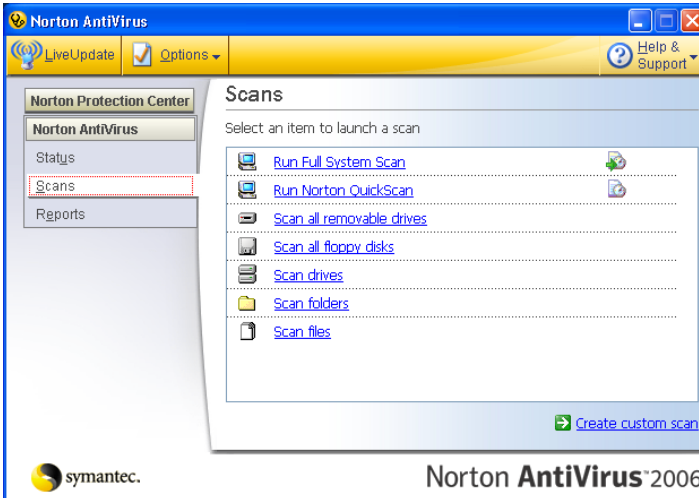 Norton AntiVirus
LiveUpdate
Options
Help &
Support
Norton Protection Center
Norton AntiVirus
Status
Scans
Reports
Scans
Select an item to launch a scan
Run Full System Scan
Run Norton QuickScan
Scan all removable drives
Scan all floppy disks
Scan drives
Scan folders
Scan files
Create custom scan
symantec.
Norton AntiVirus™2006